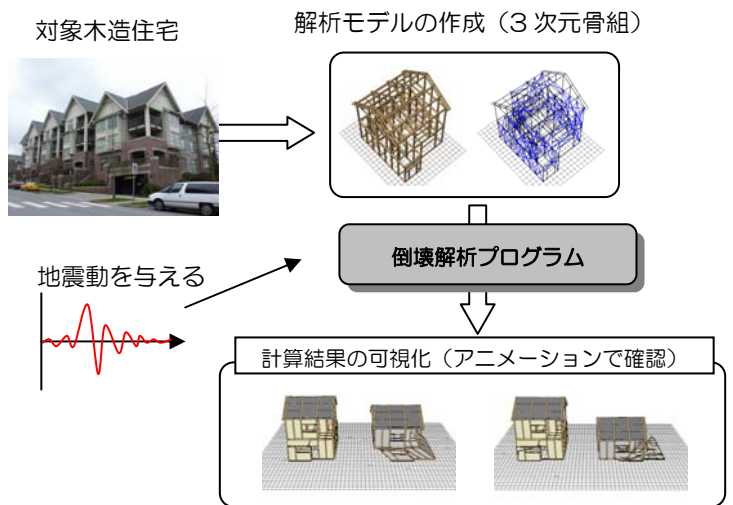 対象木造住宅
解析モデルの作成（3 次元骨組）
倒壊解析プログラム
地震動を与える
計算結果の可視化（アニメーションで確認）